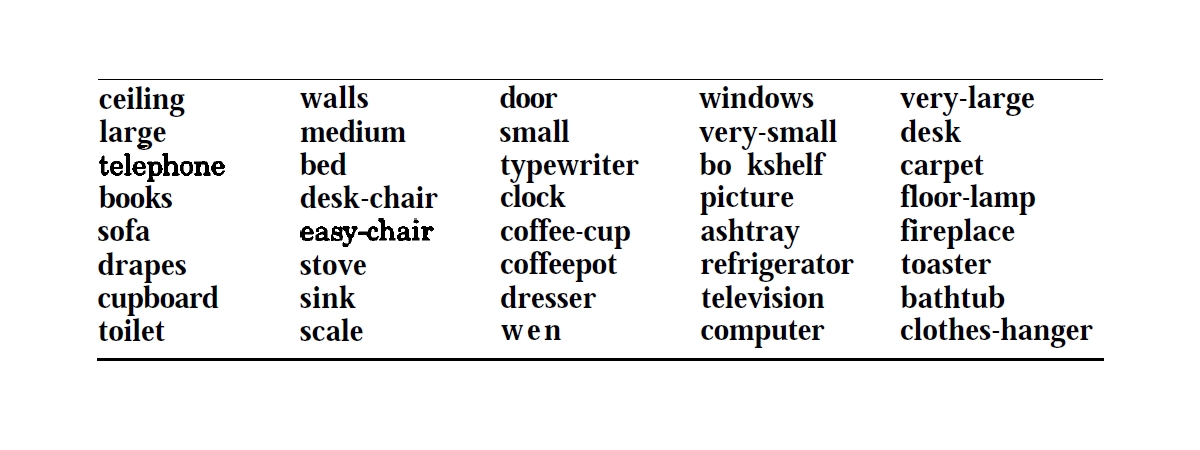 ceiling walls door windows very-large
large medium small very-small desk
telephone bed typewriter bo kshelf carpet
books desk-chair clock picture floor-lamp
sofa easy-chair coffee-cup ashtray fireplace
drapes stove coffeepot refrigerator toaster
cupboard sink dresser television bathtub
toilet scale wen computer clothes-hanger